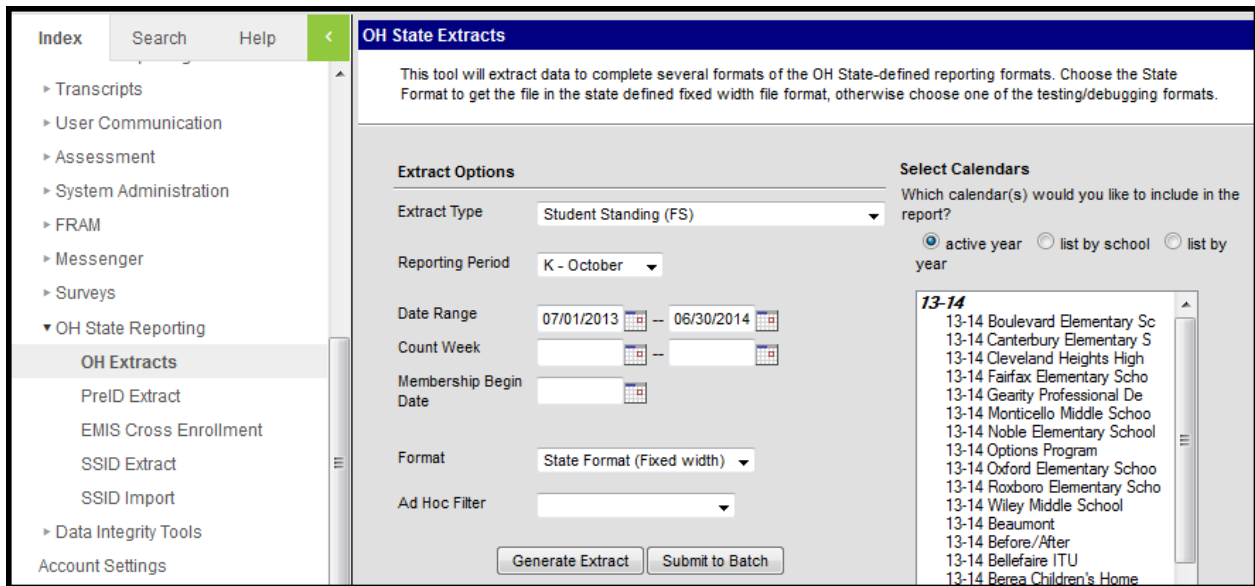 Index Search Help <
Transcripts
User Communication
Assessment
System Administration
FRAM
Messenger
Surveys
OH State Reporting
OH Extracts
PreID Extract
EMIS Cross Enrollment
SSID Extract
SSID Import
Data Integrity Tools
Account Settings
OH State Extracts
This tool will extract data to complete several formats of the OH State-defined reporting formats. Choose the State
Format to get the file in the state defined fixed width file format, otherwise choose one of the testing/debugging formats.
Extract Options
Extract Type Student Standing (FS)
Reporting Period K - October
Date Range 07/01/2013 -- 06/30/2014
Count Week --
Membership Begin
Date
Format State Format (Fixed width)
Ad Hoc Filter
Generate Extract Submit to Batch
Select Calendars
Which calendar(s) would you like to include in the
report?
active year list by school list by
year
13-14
13-14 Boulevard Elementary Sc
13-14 Canterbury Elementary S
13-14 Cleveland Heights High
13-14 Fairfax Elementary Scho
13-14 Gearity Professional De
13-14 Monticello Middle Schoo
13-14 Noble Elementary School
13-14 Options Program
13-14 Oxford Elementary Schoo
13-14 Roxboro Elementary Scho
13-14 Wiley Middle School
13-14 Beaumont
13-14 Before/After
13-14 Bellefaire ITU
13-14 Berea Children's Home